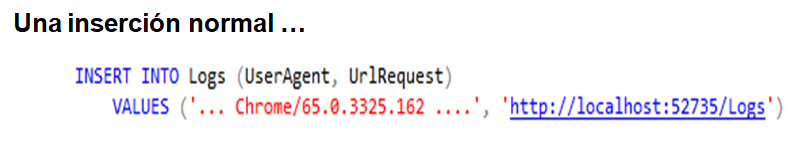 Una inserción normal …
INSERT INTO Logs (UserAgent, UrlRequest)
VALUES ('... Chrome/65.0.3325.162 ....', 'http://localhost:52735/Logs')